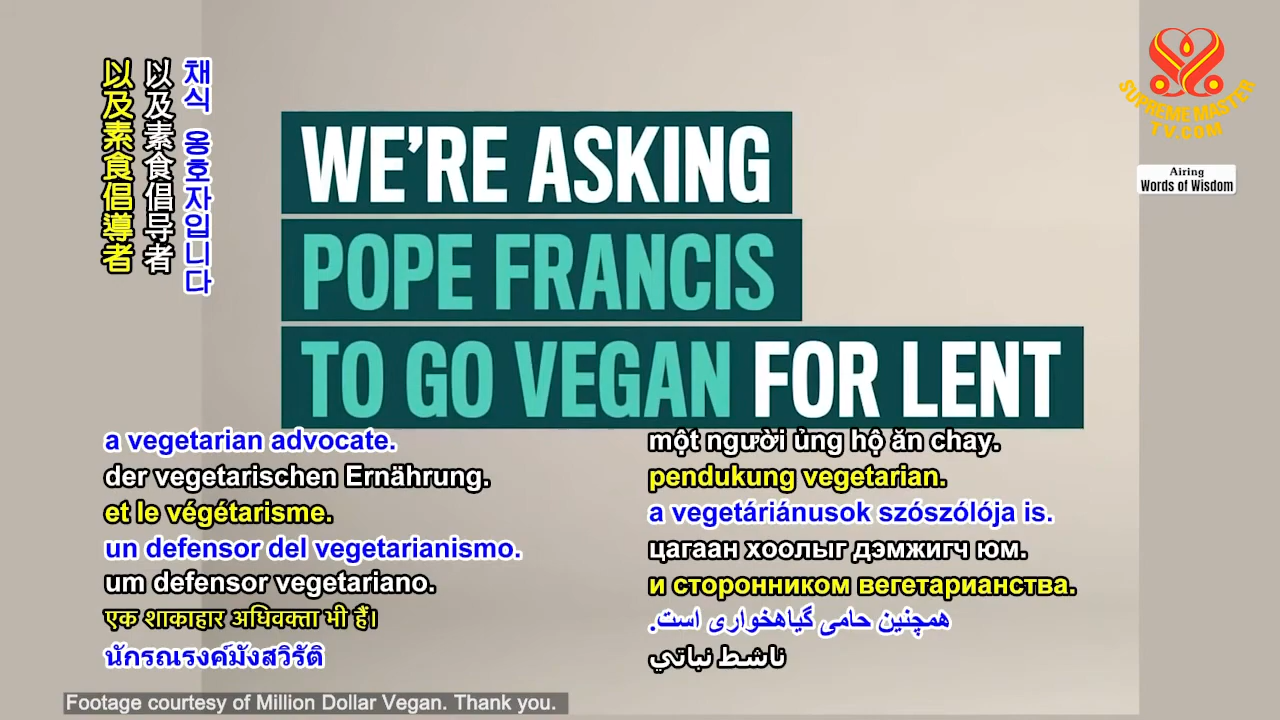 채식 옹호자입니다
以及素食倡导者
以及素食倡導者
SUPREME MASTER
TV.COM
Airing
Words of Wisdom
WE'RE ASKING
POPE FRANCIS
TO GO VEGAN FOR LENT
a vegetarian advocate.
der vegetarischen Ernährung.
et le végétarisme.
un defensor del vegetarianismo.
um defensor vegetariano.
एक शाकाहार अधिवक्ता भी हैं।
นักรณรงค์มังสวิรัติ
một người ủng hộ ăn chay.
pendukung vegetarian.
a vegetáriánusok szószólója is.
цагаан хоолыг дэмжигч юм.
и сторонником вегетарианства.
همچنین حامی گیاهخواری است.
ناشط نباتي
Footage courtesy of Million Dollar Vegan. Thank you.